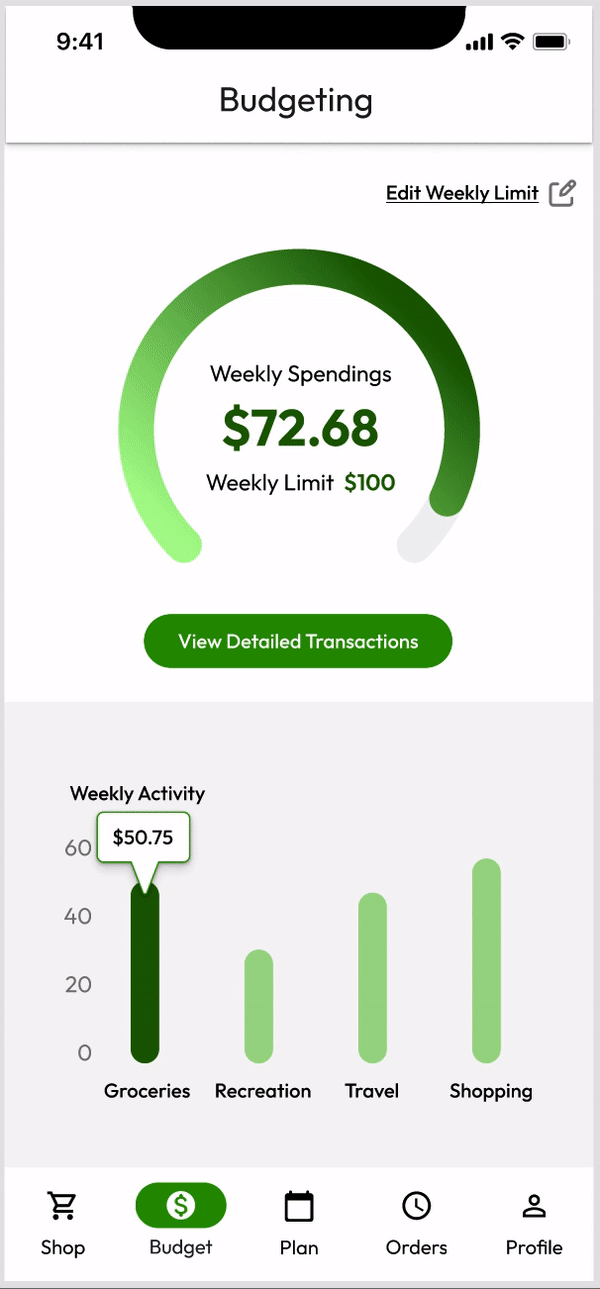 9:41
Budgeting
Edit Weekly Limit
Weekly Spendings
$72.68
Weekly Limit $100
View Detailed Transactions
Weekly Activity
$50.75
60
40
20
0
Groceries Recreation Travel Shopping
Shop Budget Plan Orders Profile